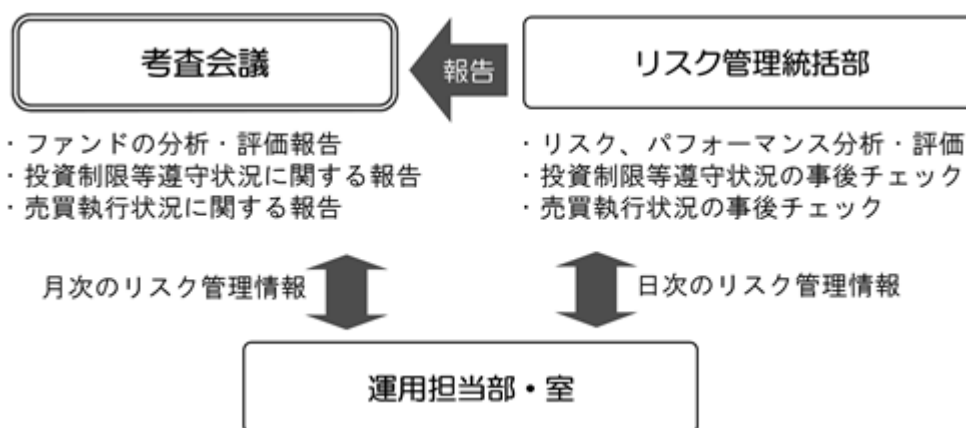 考査会議
報告
リスク管理統括部
・ファンドの分析・評価報告
・投資制限等遵守状況に関する報告
・売買執行状況に関する報告
・リスク、パフォーマンス分析・評価
・投資制限等遵守状況の事後チェック
・売買執行状況の事後チェック
月次のリスク管理情報
日次のリスク管理情報
運用担当部・室